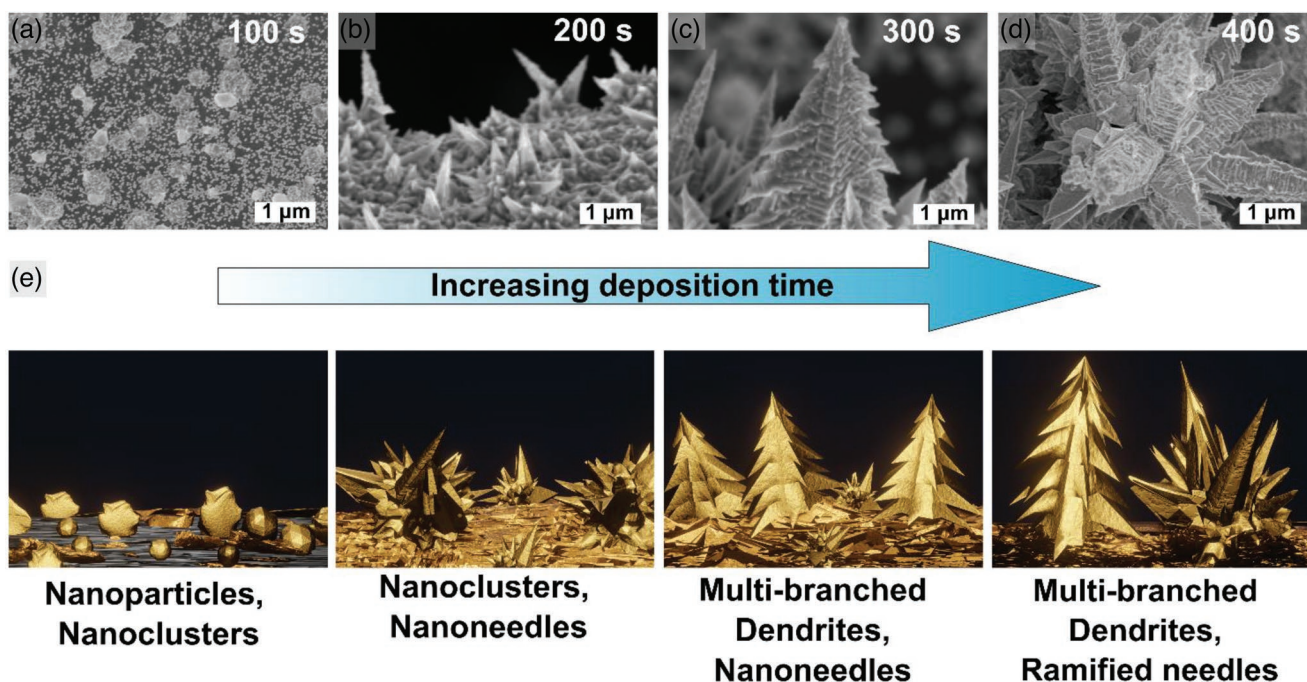 (a)
100 s
1 µm
(b)
200 s
1 µm
(c)
300 s
1 µm
(d)
400 s
1 µm
(e)
Increasing deposition time
Nanoparticles,
Nanoclusters
Nanoclusters,
Nanoneedles
Multi-branched
Dendrites,
Nanoneedles
Multi-branched
Dendrites,
Ramified needles